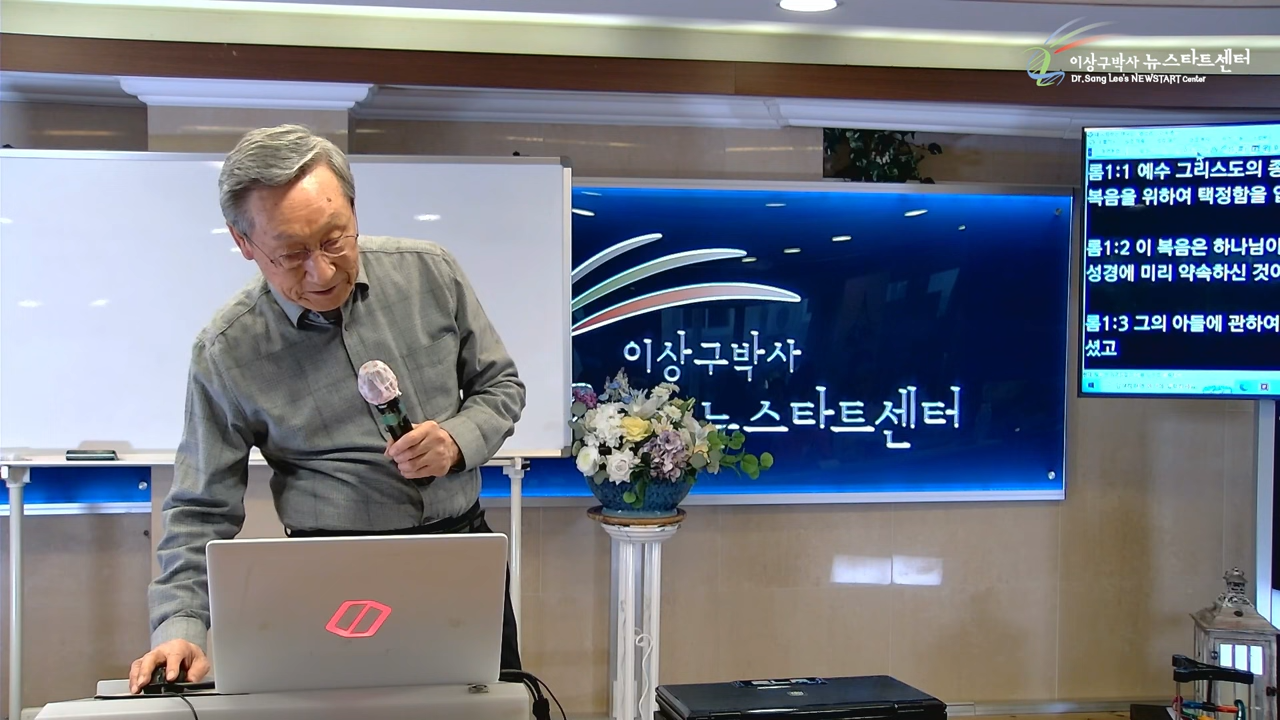 이상구박사 뉴스타트센터
Dr.Sang Lee's NEWSTART Center
이상구박사
뉴스타트센터
롬1:1 예수 그리스도의
복음을 위하여 택정함을
롬1:2 이 복음은 하나님이
성경에 미리 약속하신 것이
롬1:3 그의 아들에 관하여
셨고